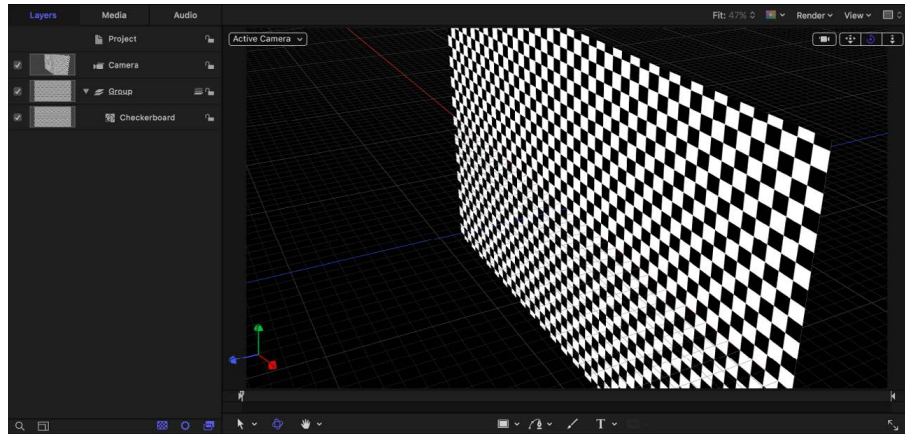 Layers Media Audio
Fit: 47% Render View
Project
Active Camera
Camera
Group
Checkerboard
T